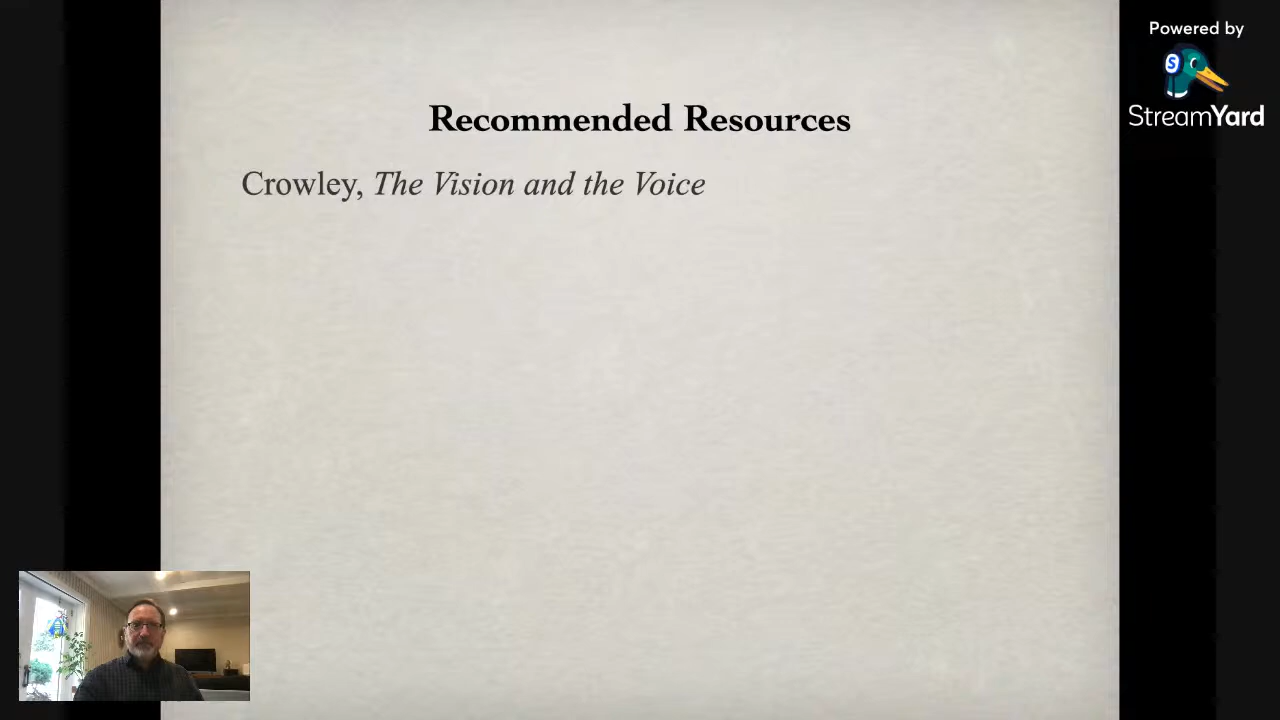 Powered by
S
StreamYard
Recommended Resources
Crowley, The Vision and the Voice